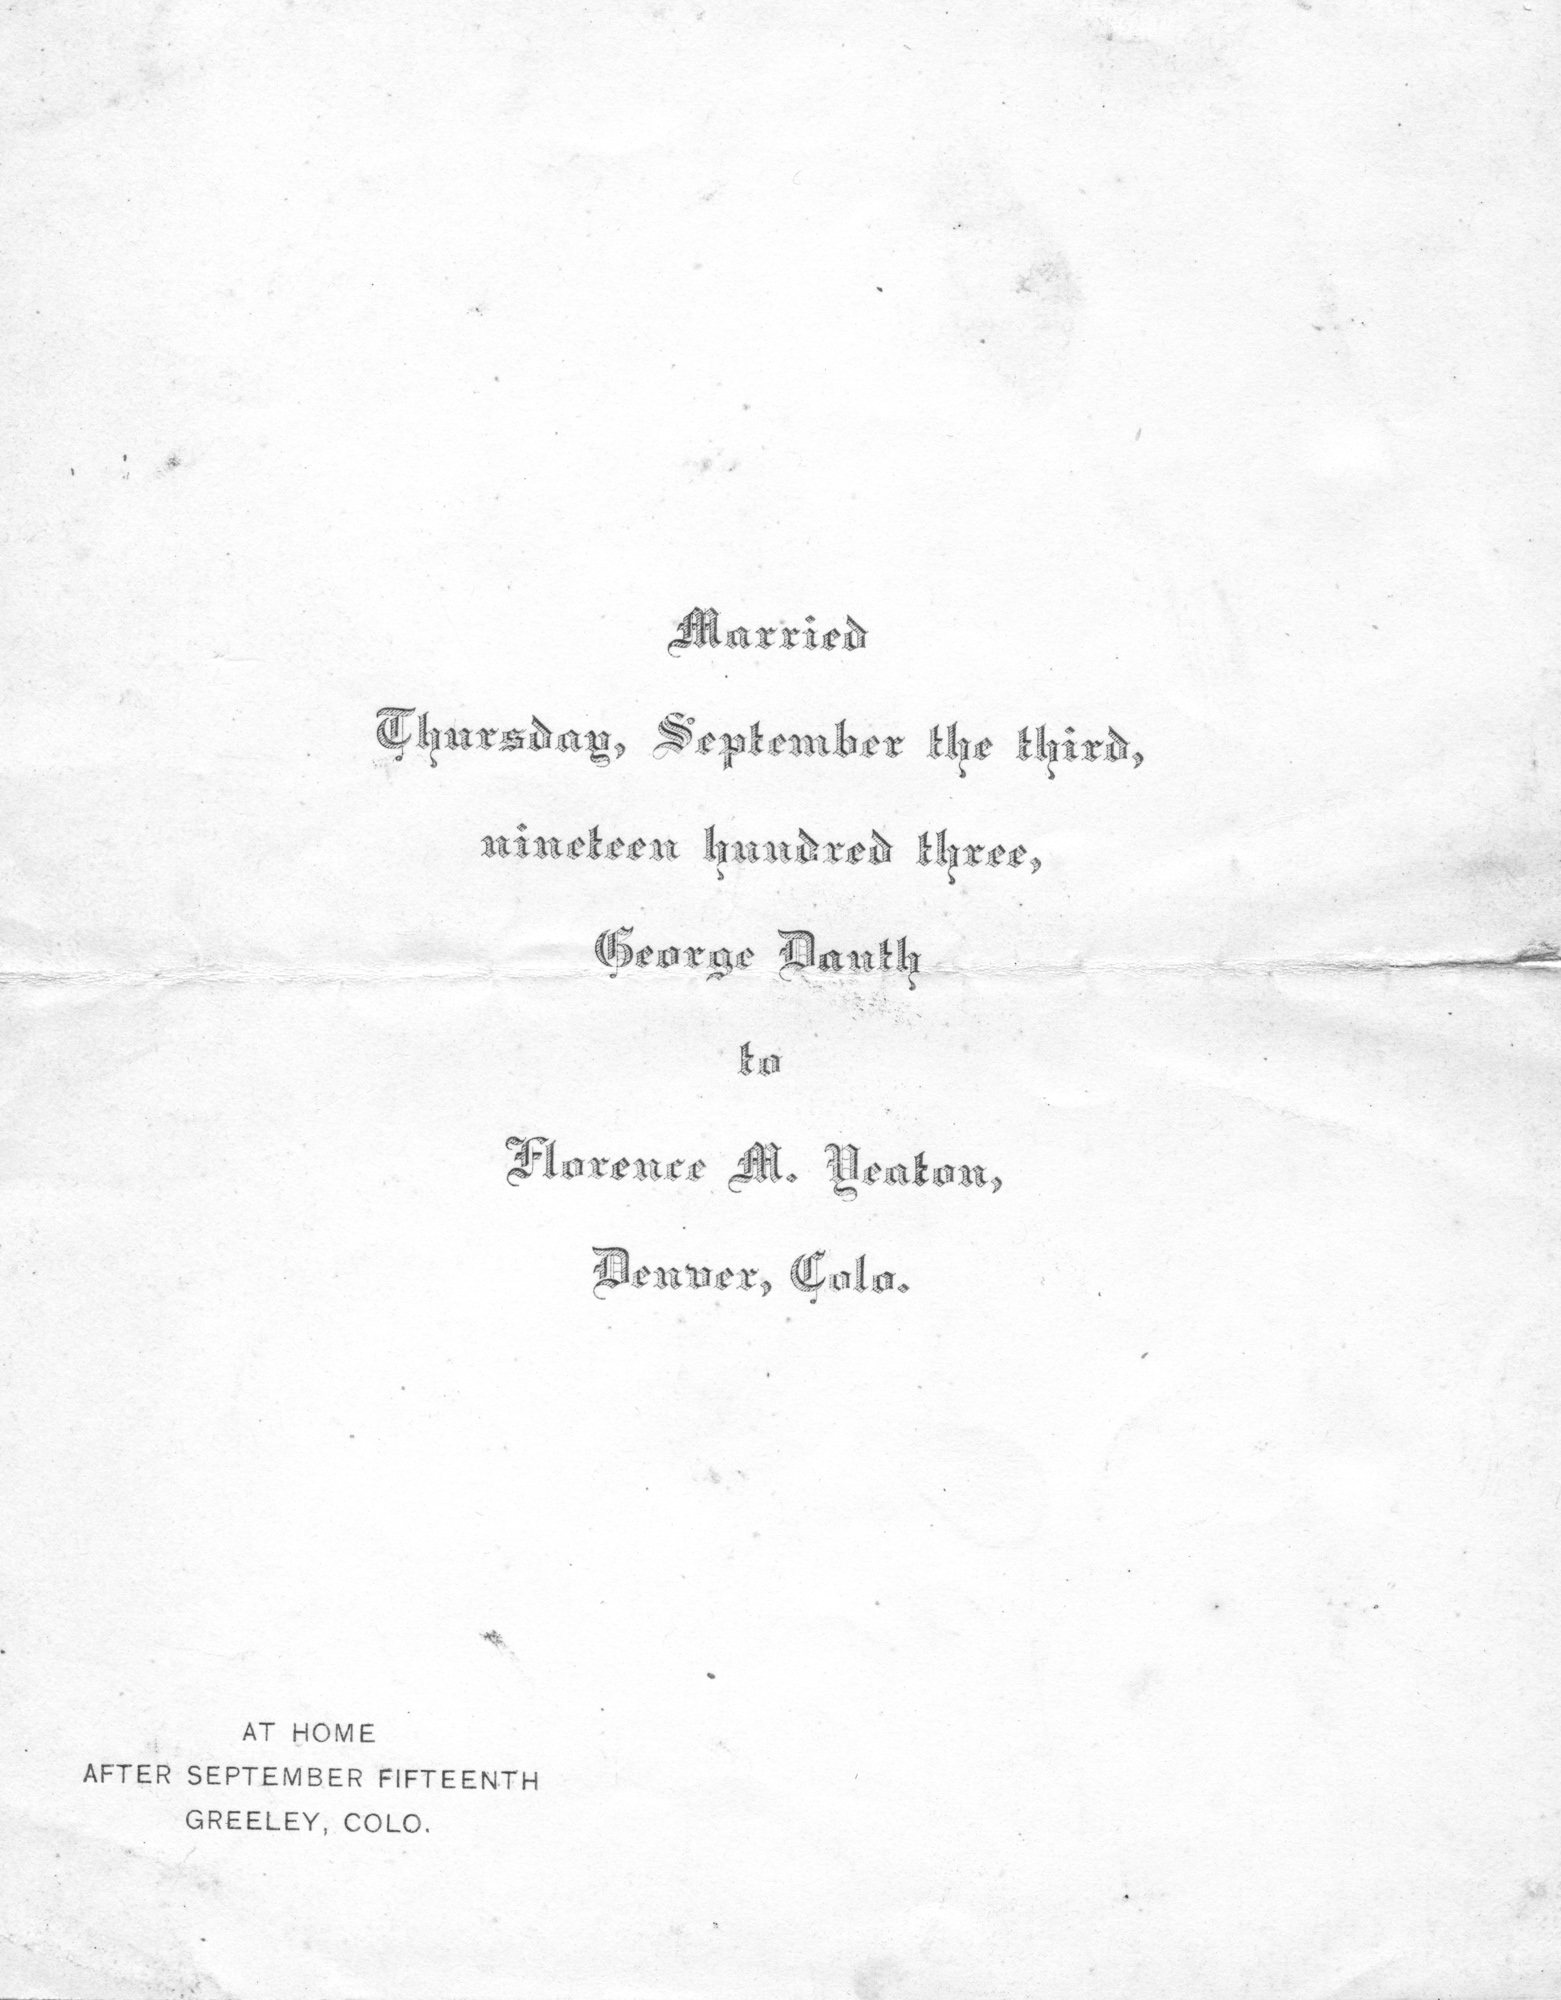 Married
Thursday, September the third,
nineteen hundred three,
George Dauth
to
Florence M. Yeaton,
Denver, Colo.
AT HOME
AFTER SEPTEMBER FIFTEENTH
GREELEY, COLO.